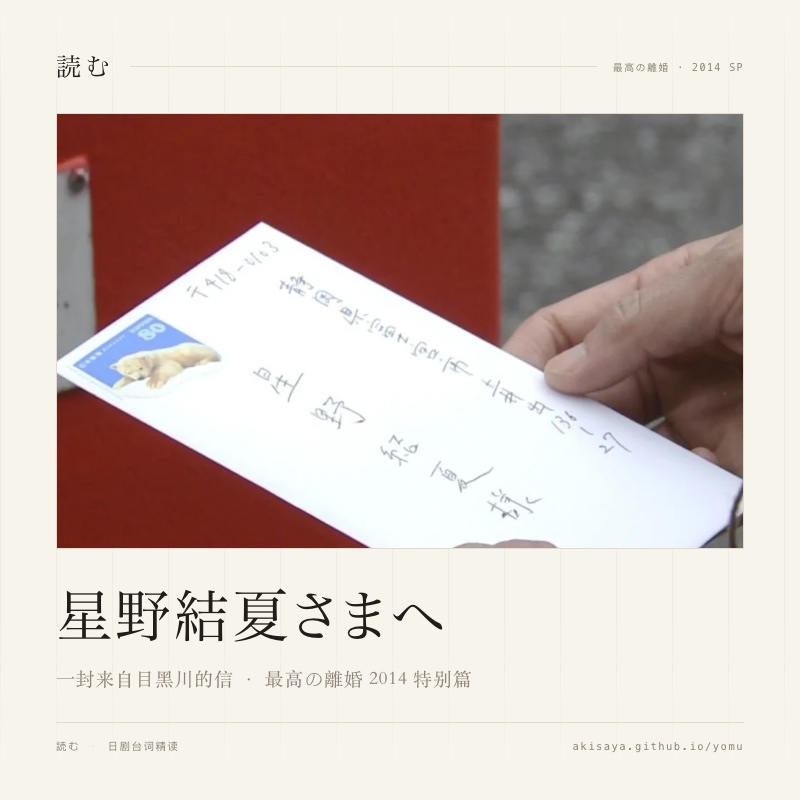 読む
最高の離婚 · 2014 SP
〒418-0103
静岡県富士宮市上井出
136-27
星野結夏様
80
星野結夏さまへ
一封来自目黑川的信 · 最高の離婚 2014 特别篇
読む · 日剧台词精读
akisaya.github.io/yomu